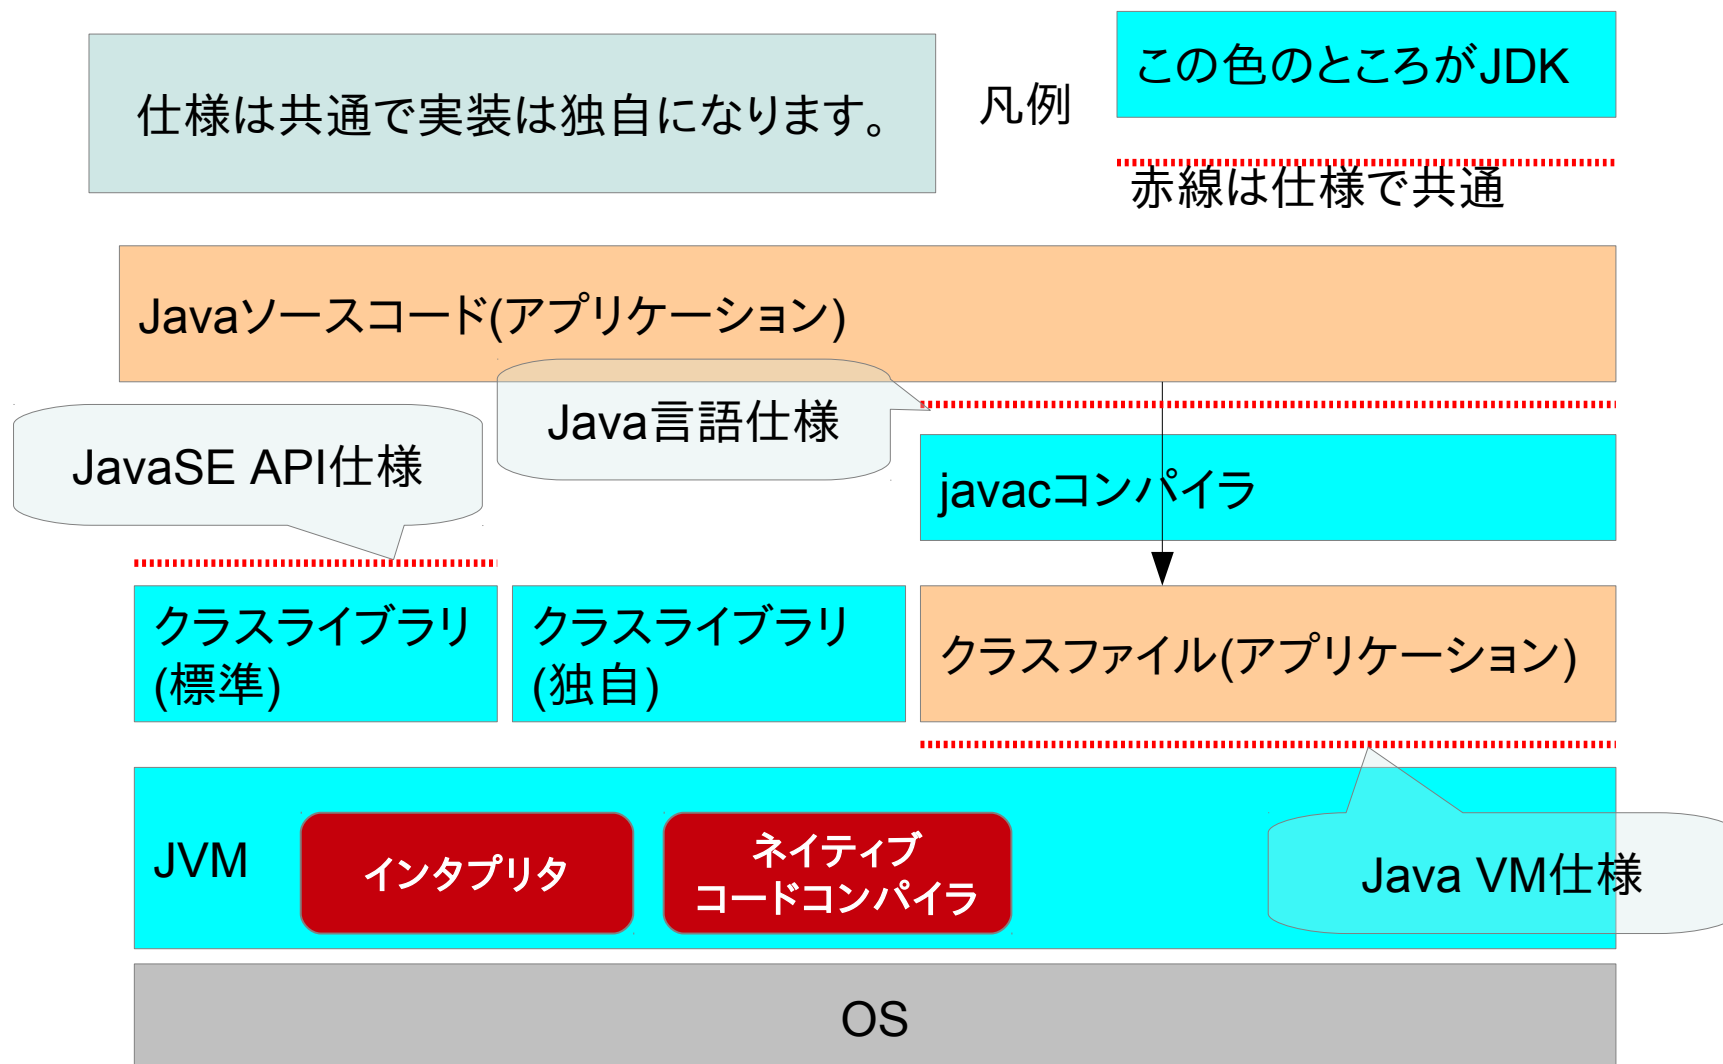 仕様は共通で実装は独自になります。
凡例
この色のところがJDK
赤線は仕様で共通
Javaソースコード(アプリケーション)
Java言語仕様
JavaSE API仕様
javacコンパイラ
クラスライブラリ
(標準)
クラスライブラリ
(独自)
クラスファイル(アプリケーション)
JVM
インタプリタ
ネイティブ
コードコンパイラ
Java VM仕様
OS